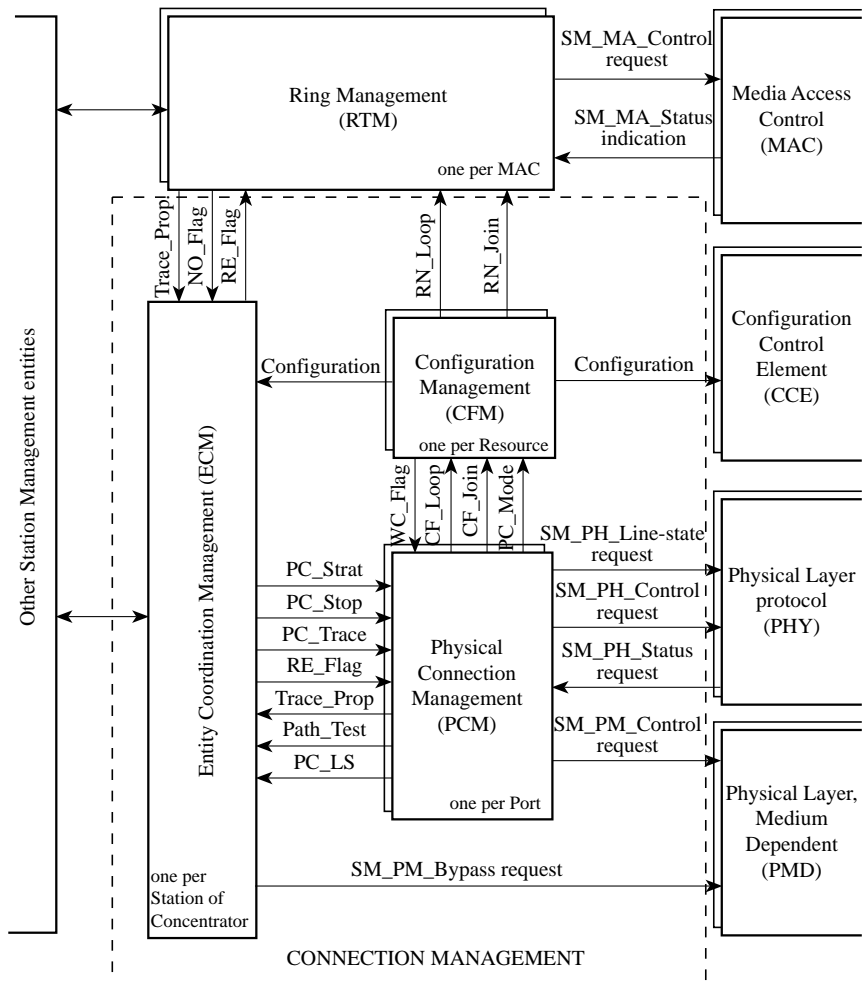 SM_MA_Control
request
Ring Management
(RTM)
Media Access
Control
(MAC)
SM_MA_Status
indication
one per MAC
Trace_Prop
NO_Flag
RE_Flag
RN_Loop
RN_Join
Other Station Management entities
Entity Coordination Management (ECM)
Configuration
Configuration
Management
(CFM)
Configuration
Configuration
Control
Element
(CCE)
one per Resource
WC_Flag
CF_Loop
CF_Join
PC_Mode
SM_PH_Line-state
request
PC_Strat
PC_Stop
PC_Trace
RE_Flag
Trace_Prop
Path_Test
PC_LS
Physical
Connection
Management
(PCM)
SM_PH_Control
request
SM_PH_Status
request
Physical Layer
protocol
(PHY)
SM_PM_Control
request
one per Port
Physical Layer,
Medium
Dependent
(PMD)
one per
Station of
Concentrator
SM_PM_Bypass request
CONNECTION MANAGEMENT